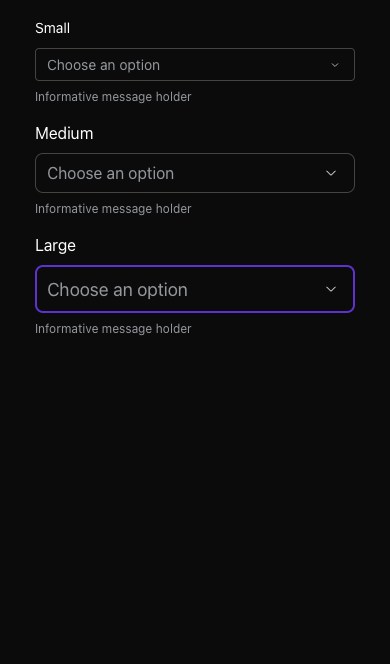 Small
Choose an option
Informative message holder
Medium
Choose an option
Informative message holder
Large
Choose an option
Informative message holder